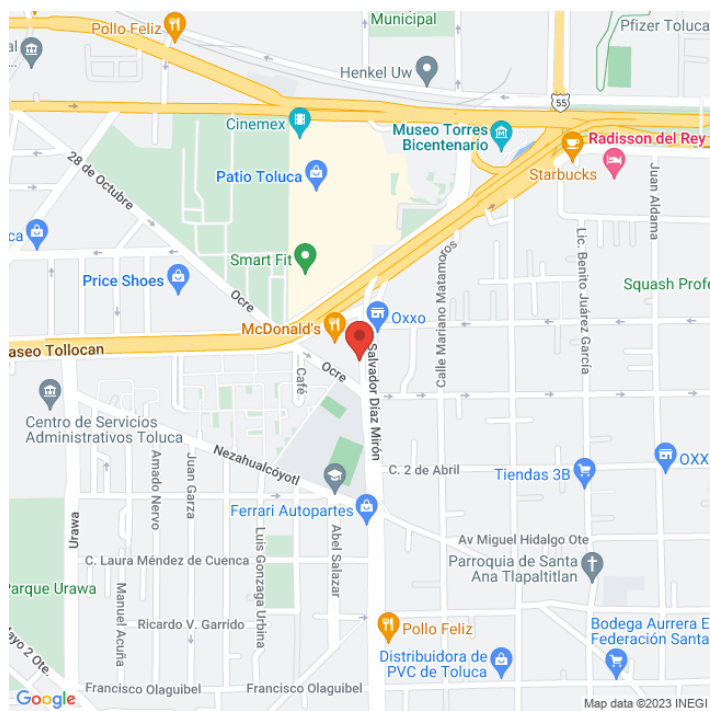 Municipal
Pfizer Toluca
Pollo Feliz
al
...
Henkel Uw
55
Cinemex
Museo Torres
Bicentenario
Radisson del Rey
Starbucks
28 de Octubre
Patio Toluca
Juan Aldama
ca
Smart Fit
Lic. Benito Juárez García
Calle Mariano Matamoros
Price Shoes
Squash Profe
Ocre
Oxxo
McDonald's
aseo Tollocan
Salvador Díaz Mirón
Ocre
Café
Centro de Servicios
Administrativos Toluca
Nezahualcóyotl
C. 2 de Abril
Tiendas 3B
OXX
Amado Nervo
Juan Garza
Ferrari Autopartes
Urawa
Abel Salazar
Luis Gonzaga Urbina
Av Miguel Hidalgo Ote
C. Laura Méndez de Cuenca
Parroquia de Santa
Ana Tlapaltitlan
Parque Urawa
Manuel Acuña
Ricardo V. Garrido
Pollo Feliz
Bodega Aurrera E
Federación Santa
Mayo 2 Ote.
Distribuidora de
PVC de Toluca
Francisco Olaguibel
Francisco Olaguibel
Google
Map data ©2023 INEGI